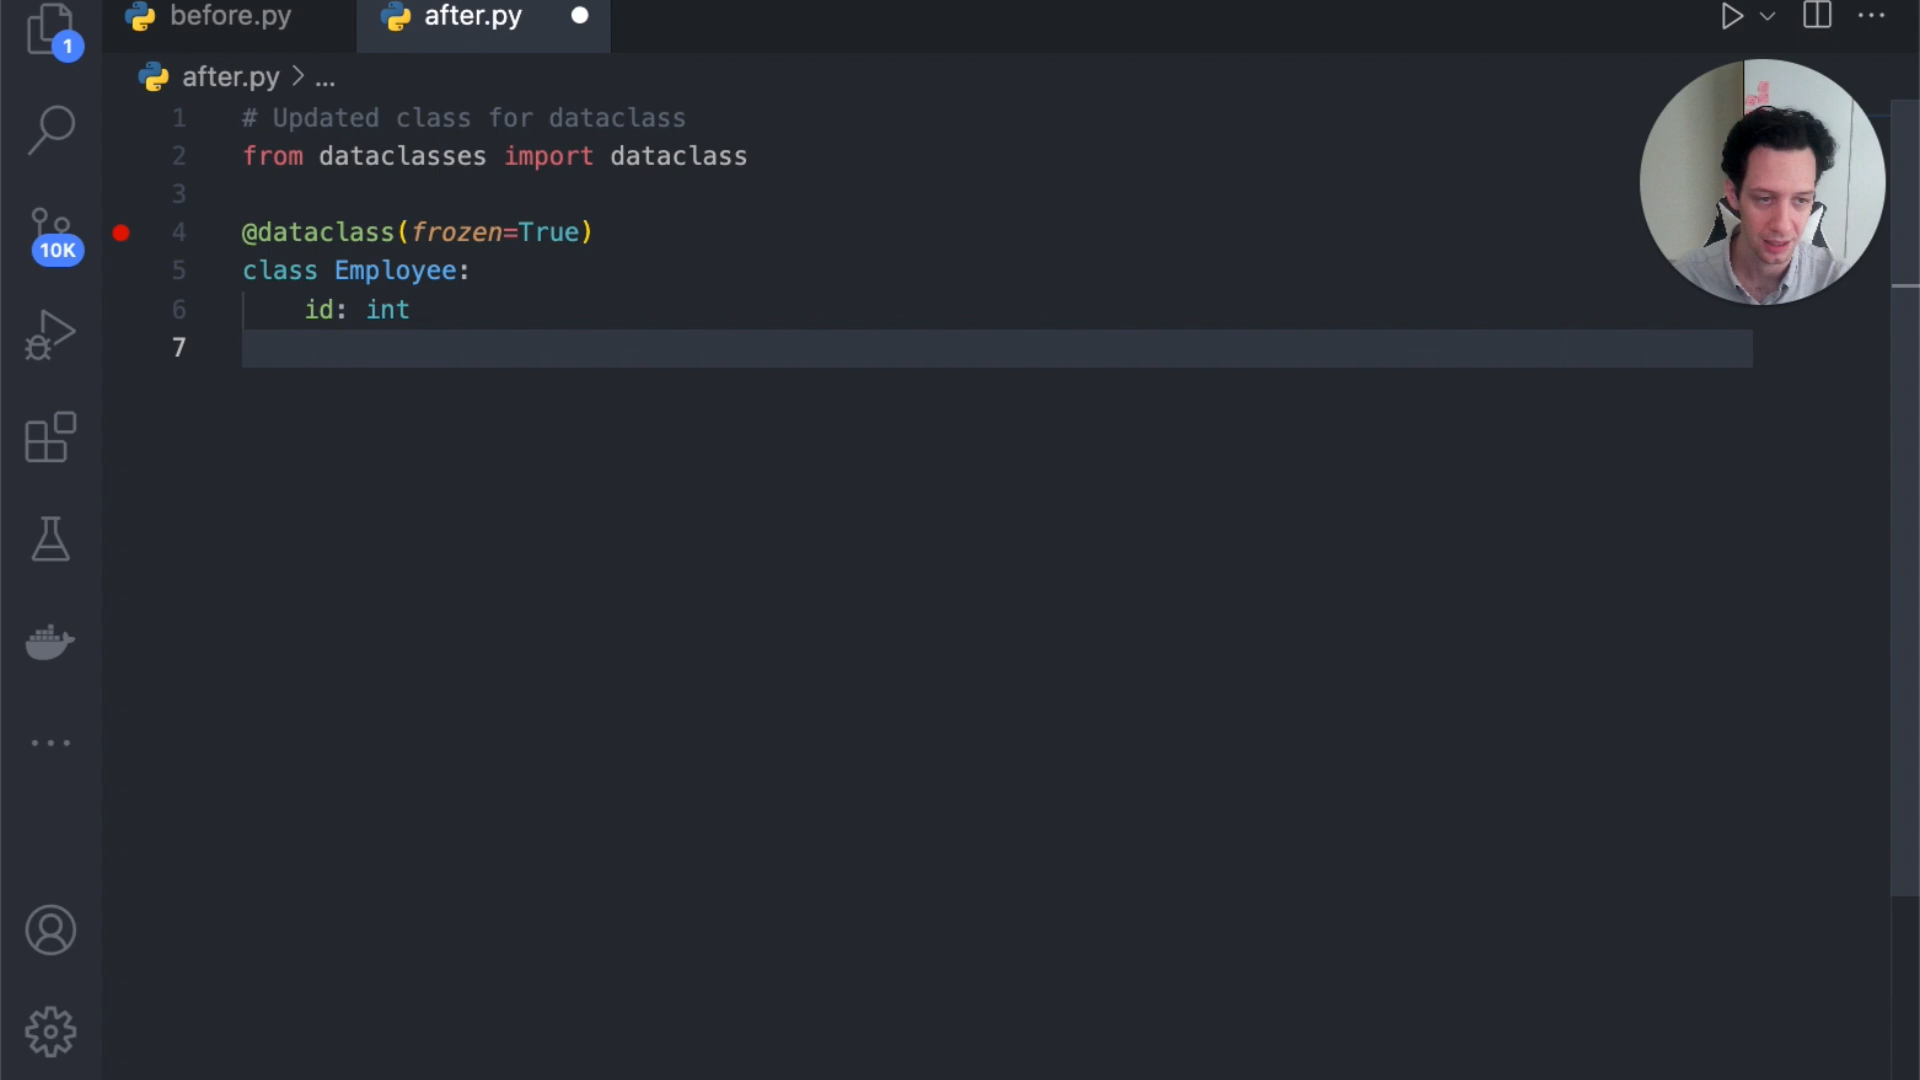 before.py
after.py
after.py > ...
1
10K
1 # Updated class for dataclass
2 from dataclasses import dataclass
3
4 @dataclass(frozen=True)
5 class Employee:
6 id: int
7